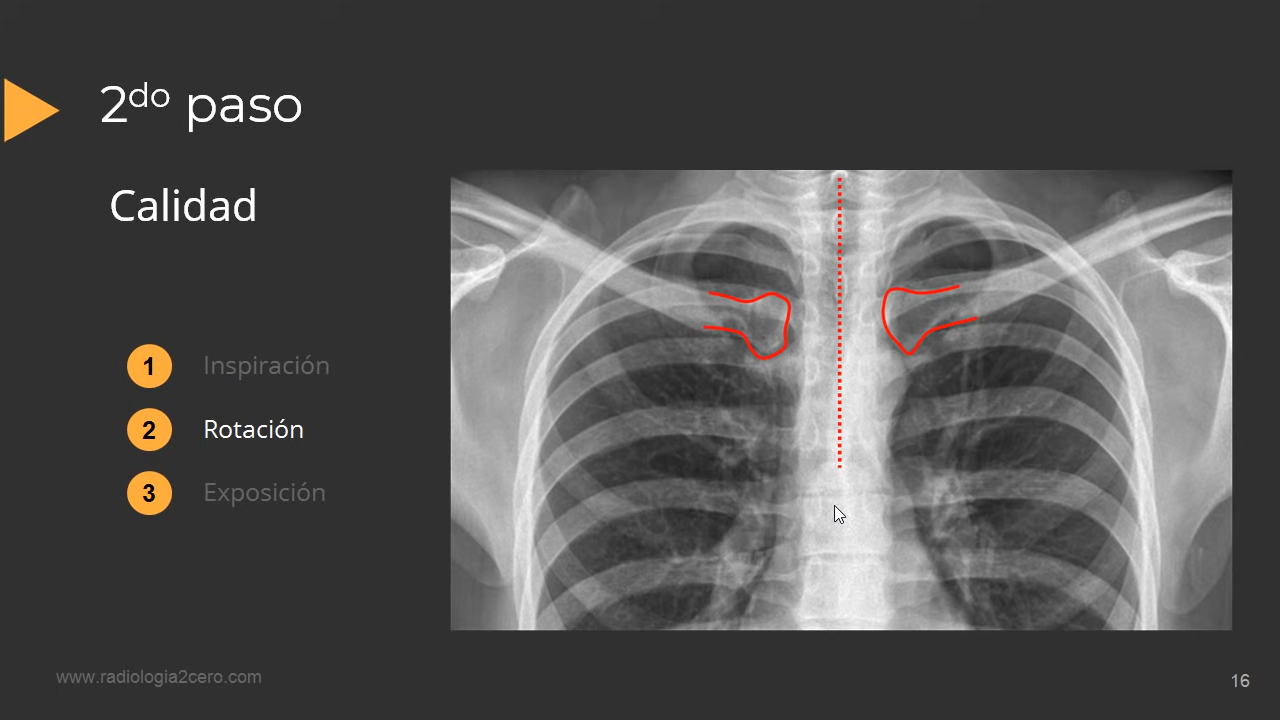 2do paso
Calidad
1 Inspiración
2 Rotación
3 Exposición
www.radiologia2cero.com
16